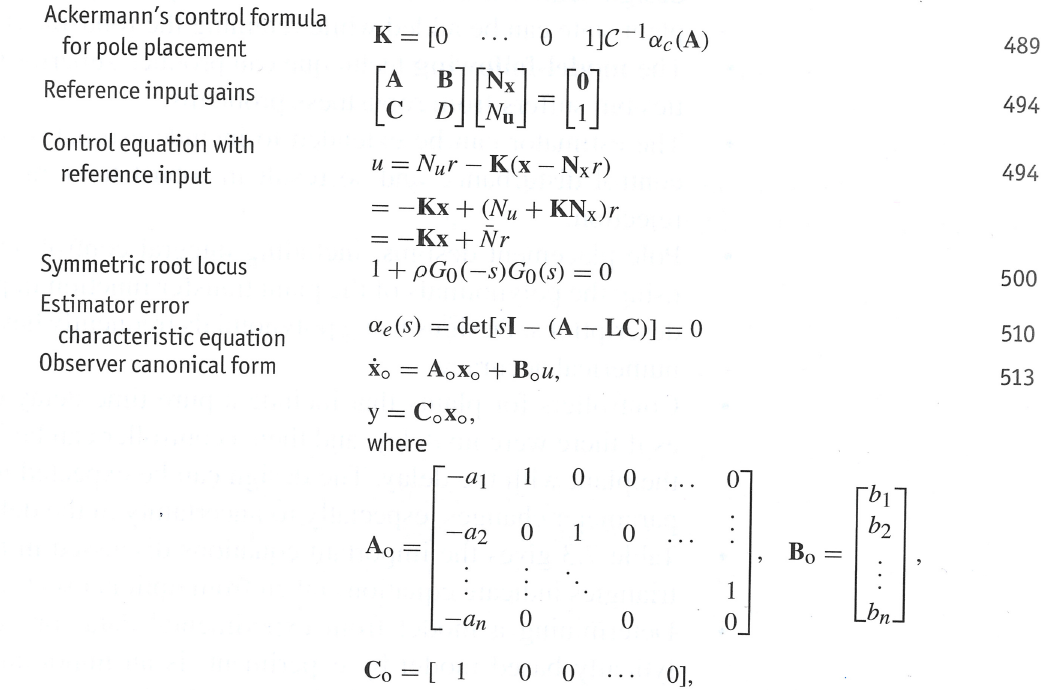 Ackermann's control formula
for pole placement K = [0 ⋯ 0 1]𝒞⁻¹α_c(A) 489
Reference input gains [A B; C D][N_x; N_u] = [0; 1] 494
Control equation with
reference input u = N_u r − K(x − N_x r) 494
= −Kx + (N_u + KN_x)r
= −Kx + N̄r
Symmetric root locus 1 + ρG₀(−s)G₀(s) = 0 500
Estimator error
characteristic equation α_e(s) = det[sI − (A − LC)] = 0 510
Observer canonical form ẋ_o = A_o x_o + B_o u, 513
y = C_o x_o,
where
A_o = [−a₁ 1 0 0 … 0; −a₂ 0 1 0 … ⋮; ⋮ ⋮ ⋱ 1; −a_n 0 0 0], B_o = [b₁; b₂; ⋮; b_n],
C_o = [ 1 0 0 ⋯ 0],